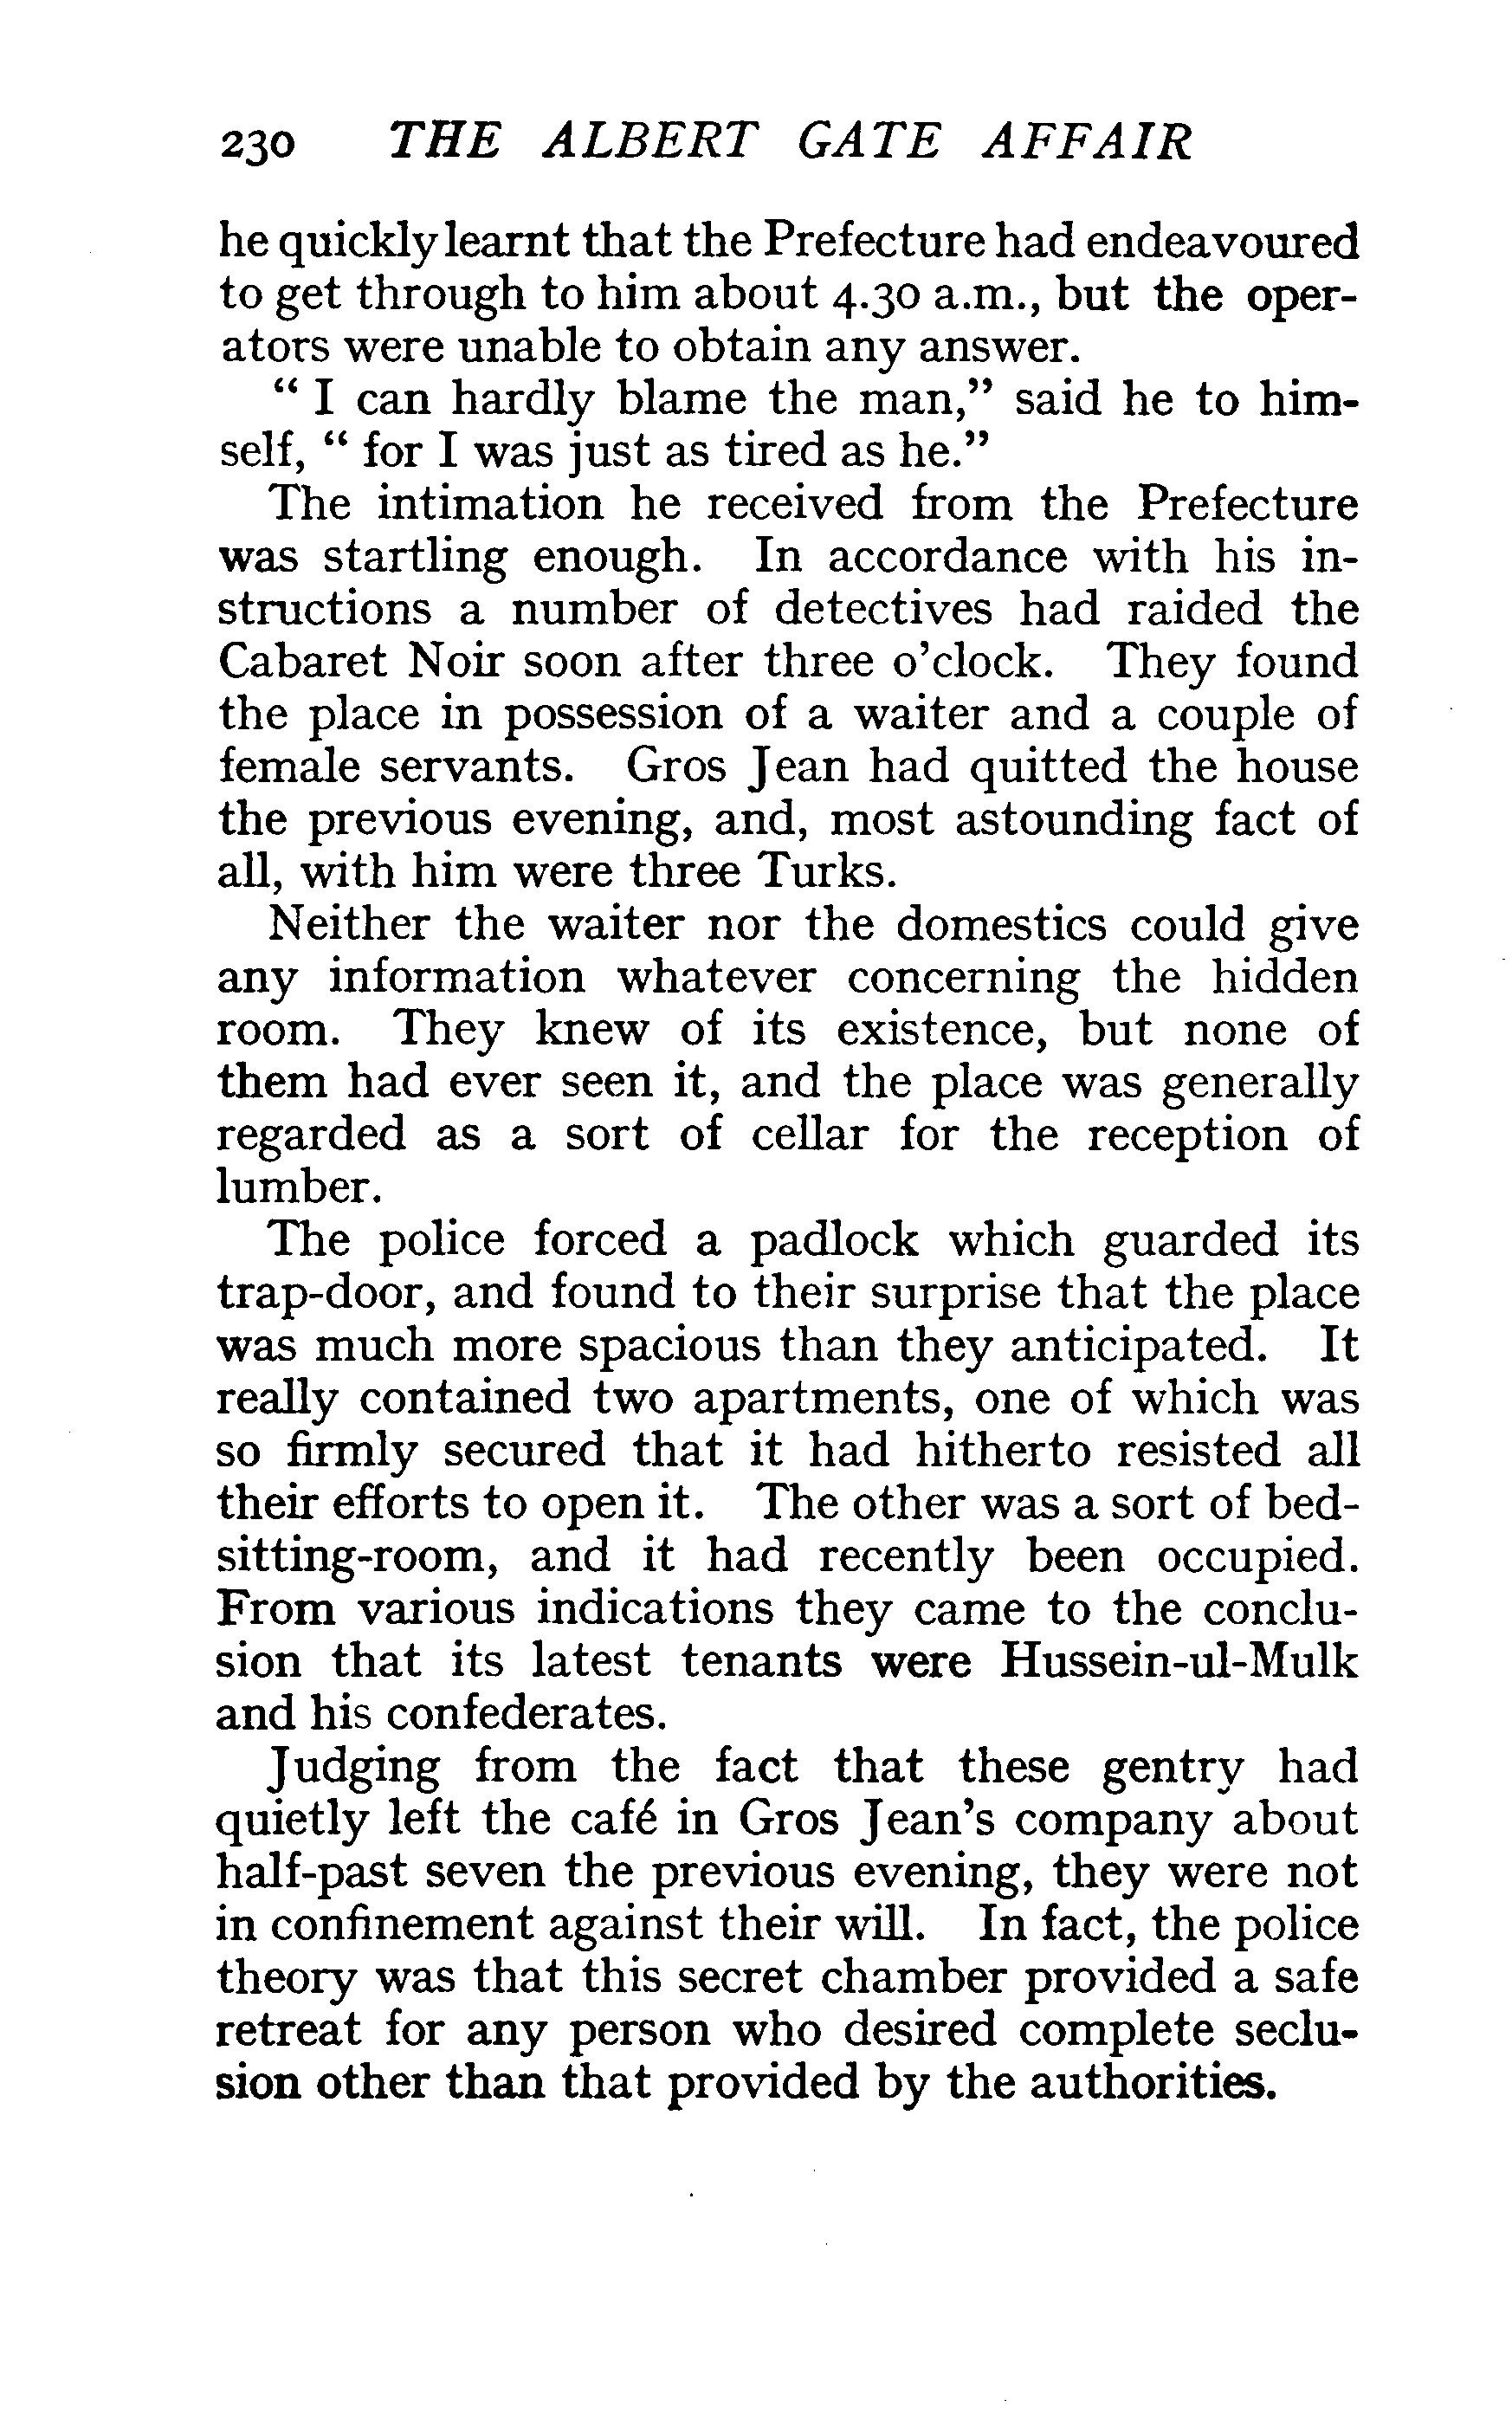 230 THE ALBERT GATE AFFAIR
he quickly learnt that the Prefecture had endeavoured
to get through to him about 4.30 a.m., but the oper-
ators were unable to obtain any answer.
“ I can hardly blame the man,” said he to him-
self, “ for I was just as tired as he.”
The intimation he received from the Prefecture
was startling enough. In accordance with his in-
structions a number of detectives had raided the
Cabaret Noir soon after three o’clock. They found
the place in possession of a waiter and a couple of
female servants. Gros Jean had quitted the house
the previous evening, and, most astounding fact of
all, with him were three Turks.
Neither the waiter nor the domestics could give
any information whatever concerning the hidden
room. They knew of its existence, but none of
them had ever seen it, and the place was generally
regarded as a sort of cellar for the reception of
lumber.
The police forced a padlock which guarded its
trap-door, and found to their surprise that the place
was much more spacious than they anticipated. It
really contained two apartments, one of which was
so firmly secured that it had hitherto resisted all
their efforts to open it. The other was a sort of bed-
sitting-room, and it had recently been occupied.
From various indications they came to the conclu-
sion that its latest tenants were Hussein-ul-Mulk
and his confederates.
Judging from the fact that these gentry had
quietly left the café in Gros Jean’s company about
half-past seven the previous evening, they were not
in confinement against their will. In fact, the police
theory was that this secret chamber provided a safe
retreat for any person who desired complete seclu-
sion other than that provided by the authorities.